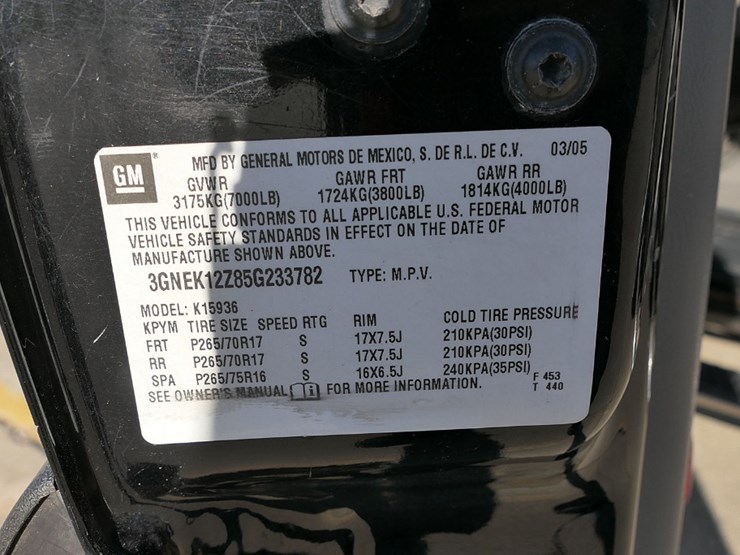 GM
MFD BY GENERAL MOTORS DE MEXICO, S. DE R.L. DE C.V. 03/05
GVWR GAWR FRT GAWR RR
3175KG(7000LB) 1724KG(3800LB) 1814KG(4000LB)
THIS VEHICLE CONFORMS TO ALL APPLICABLE U.S. FEDERAL MOTOR
VEHICLE SAFETY STANDARDS IN EFFECT ON THE DATE OF
MANUFACTURE SHOWN ABOVE.
3GNEK12Z85G233782 TYPE: M.P.V.
MODEL: K15936
KPYM TIRE SIZE SPEED RTG RIM COLD TIRE PRESSURE
FRT P265/70R17 S 17X7.5J 210KPA(30PSI)
RR P265/70R17 S 17X7.5J 210KPA(30PSI)
SPA P265/75R16 S 16X6.5J 240KPA(35PSI)
SEE OWNER'S MANUAL FOR MORE INFORMATION.
F 453
T 440